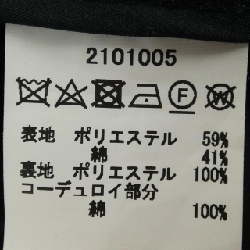 2101005
F W
表地 ポリエステル 59%
綿 41%
裏地 ポリエステル 100%
コーデュロイ部分
綿 100%